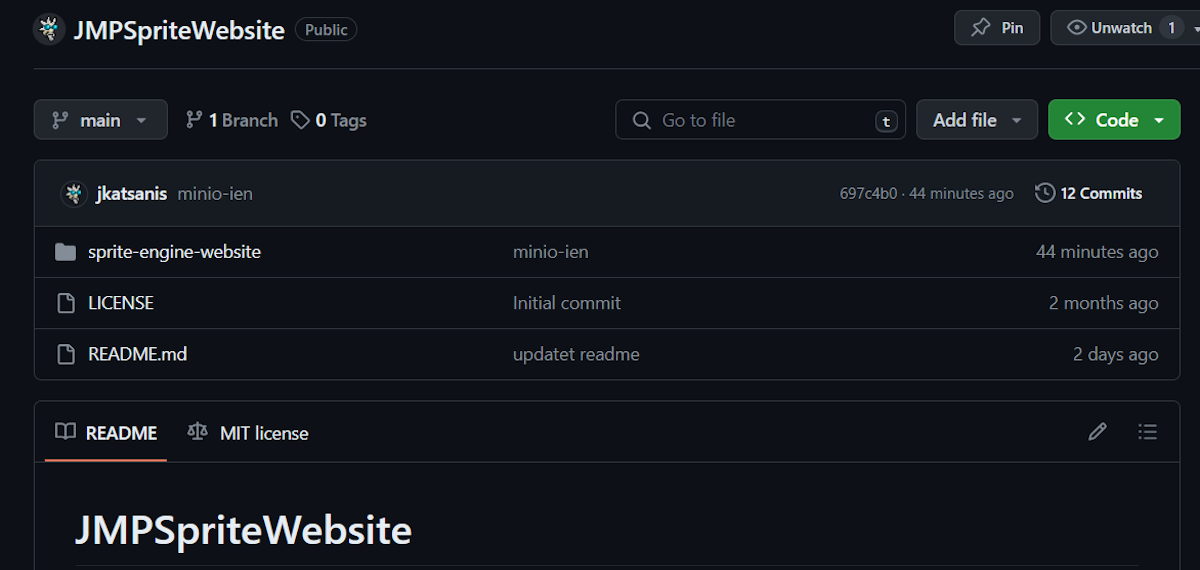 JMPSpriteWebsite Public Pin Unwatch 1
main 1 Branch 0 Tags Go to file t Add file Code
jkatsanis minio-ien 697c4b0 · 44 minutes ago 12 Commits
sprite-engine-website minio-ien 44 minutes ago
LICENSE Initial commit 2 months ago
README.md updatet readme 2 days ago
README MIT license
JMPSpriteWebsite